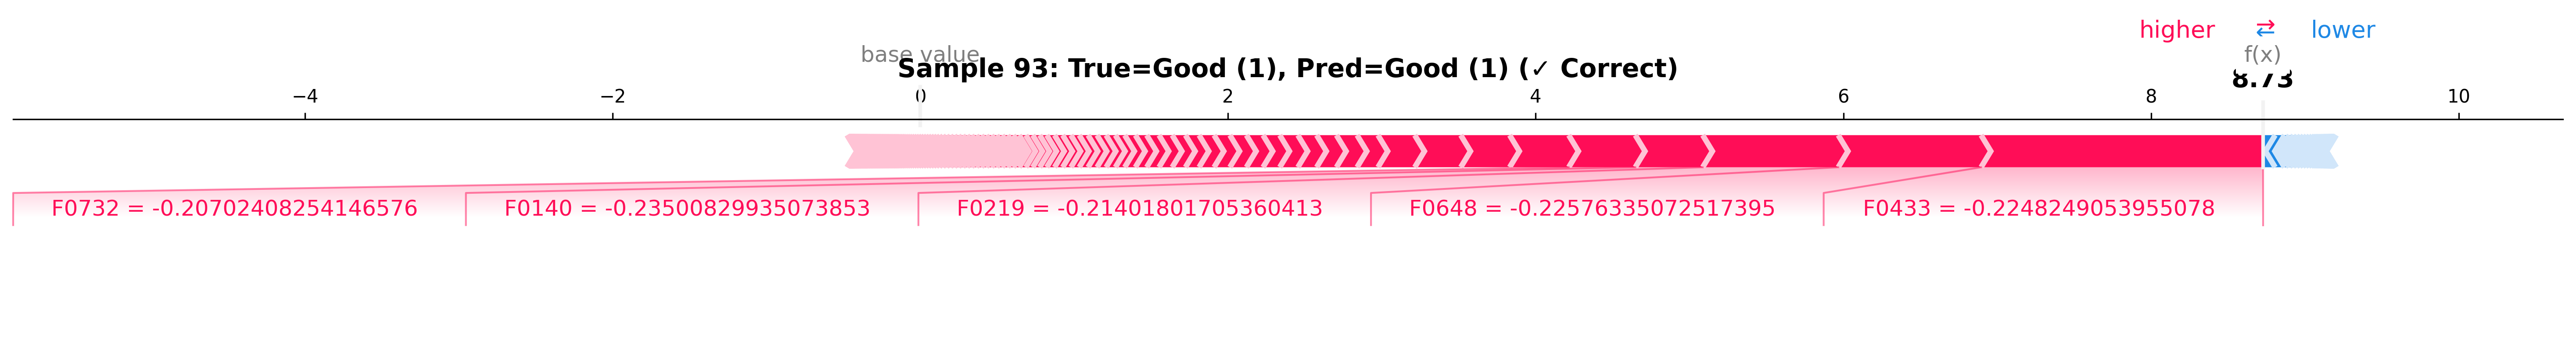 higher ⇄ lower
base value
f(x)
Sample 93: True=Good (1), Pred=Good (1) (✓ Correct)
8.73
−4 −2 0 2 4 6 8 10
F0732 = -0.20702408254146576 F0140 = -0.23500829935073853 F0219 = -0.21401801705360413 F0648 = -0.22576335072517395 F0433 = -0.2248249053955078